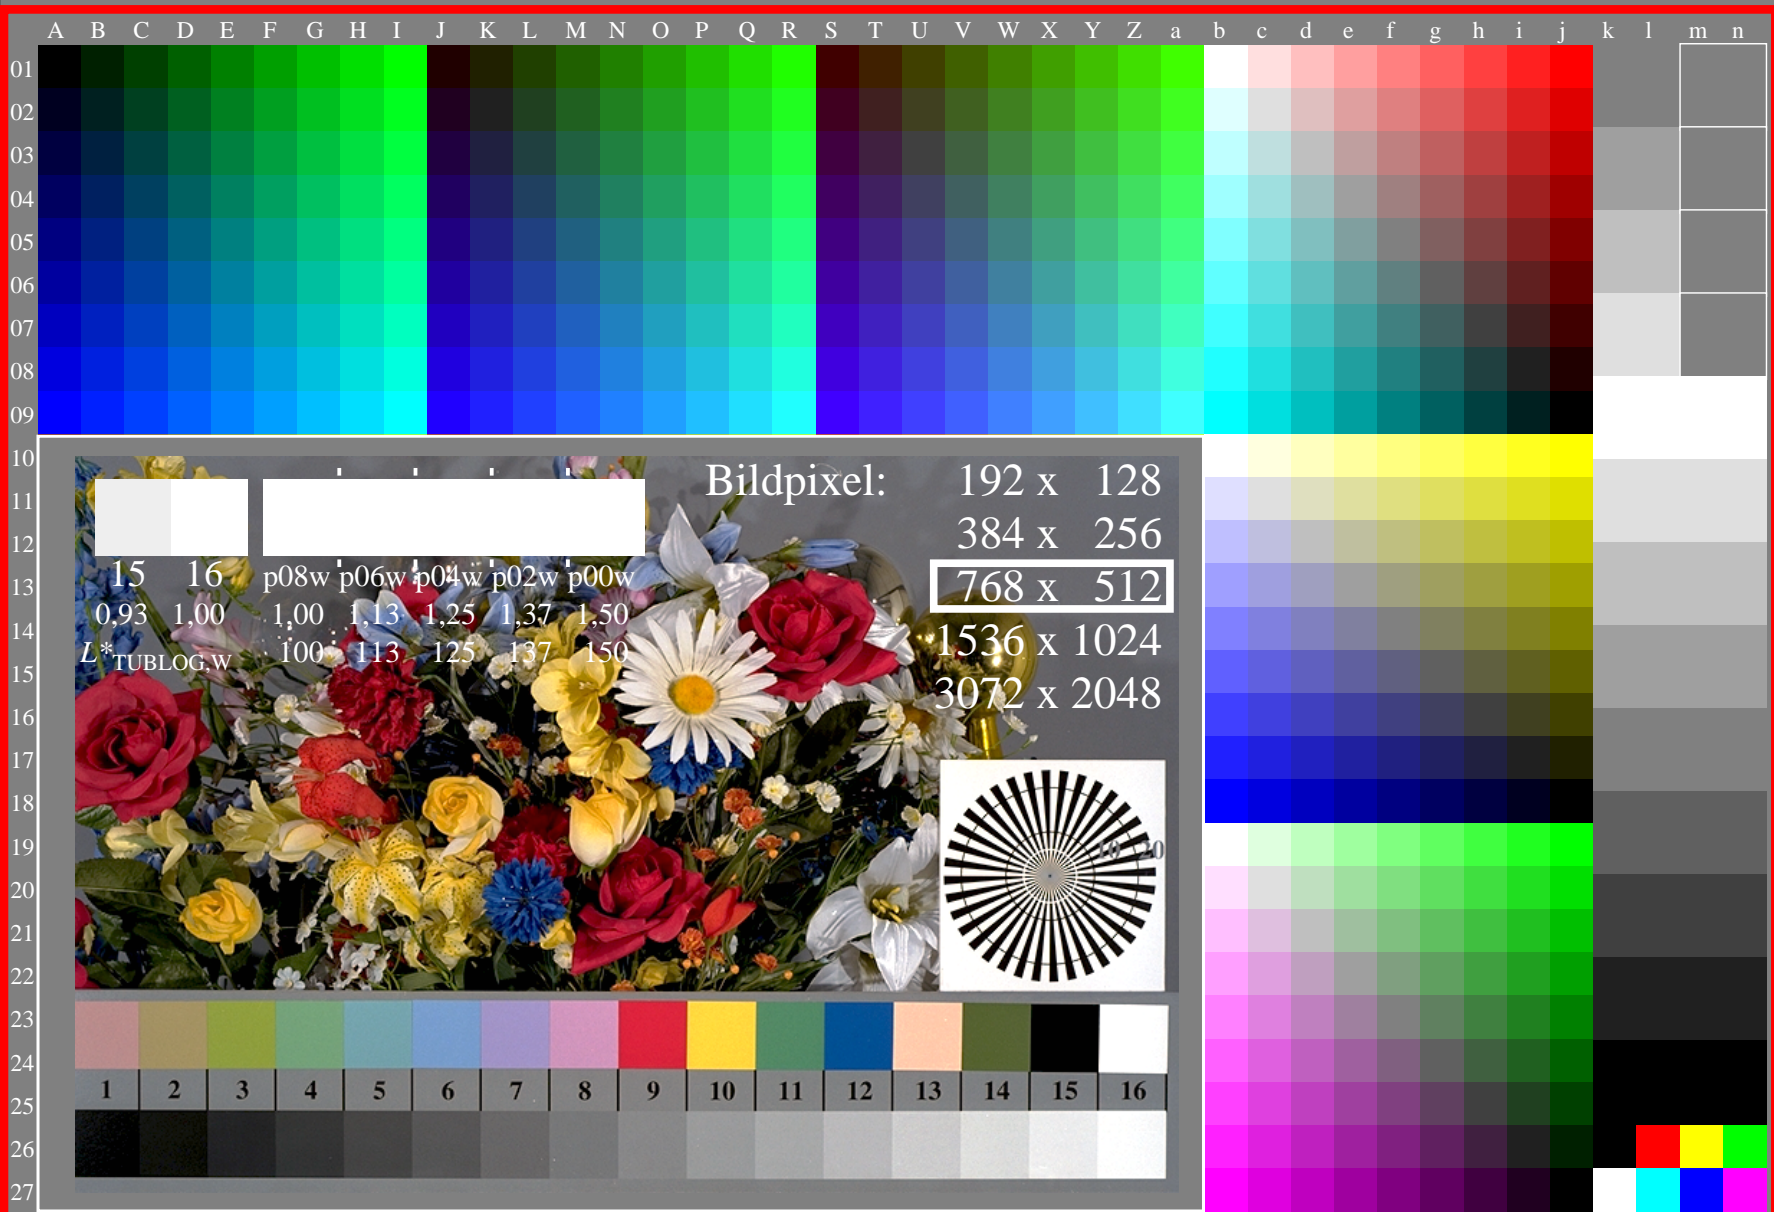 A B C D E F G H I J K L M N O P Q R S T U V W X Y Z a b c d e f g h i j k l m n
01
02
03
04
05
06
07
08
09
10
11
12
13
14
15
16
17
18
19
20
21
22
23
24
25
26
27
Bildpixel: 192 x 128
384 x 256
768 x 512
1536 x 1024
3072 x 2048
15 16 p08w p06w p04w p02w p00w
0,93 1,00 1,00 1,13 1,25 1,37 1,50
L*TUBLOG,W 100 113 125 137 150
10 20
1 2 3 4 5 6 7 8 9 10 11 12 13 14 15 16